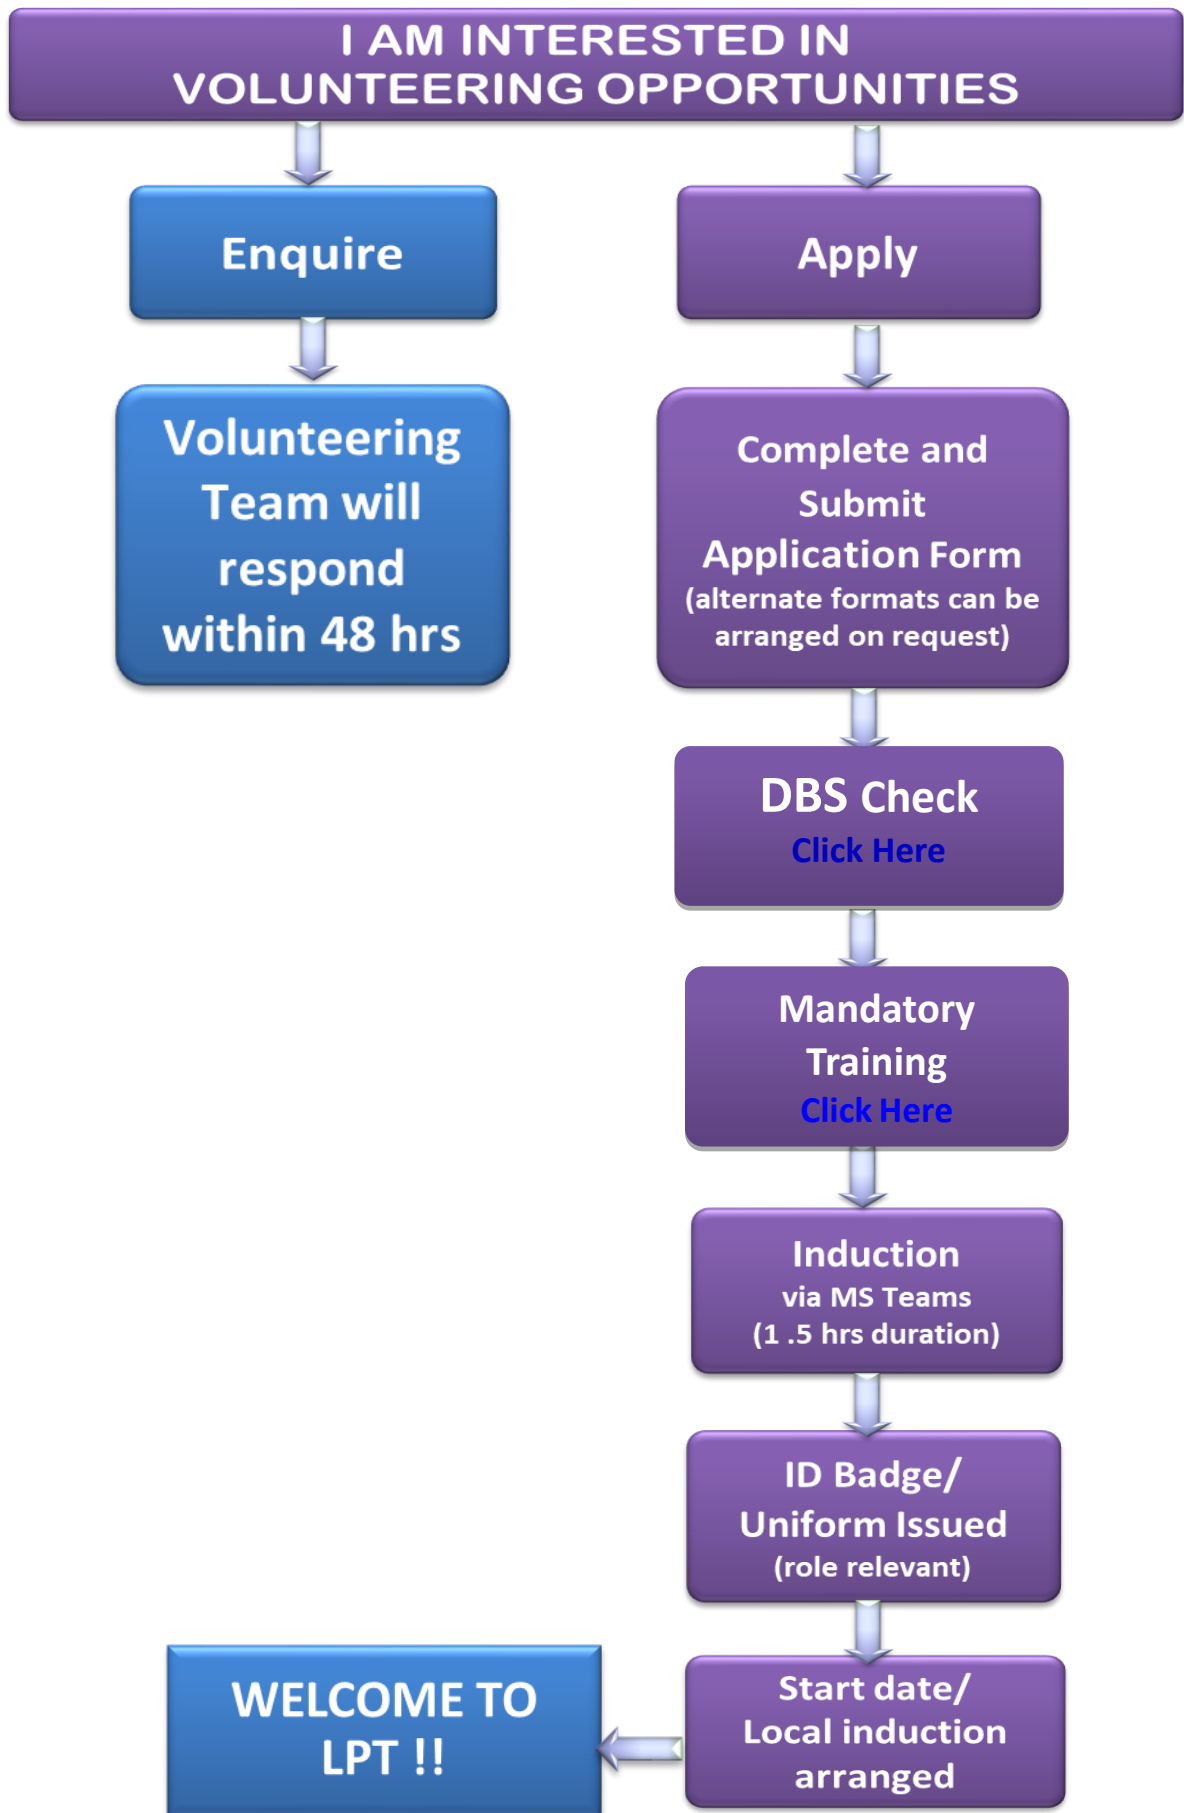 I AM INTERESTED IN
VOLUNTEERING OPPORTUNITIES
Enquire
Volunteering
Team will
respond
within 48 hrs
Apply
Complete and
Submit
Application Form
(alternate formats can be
arranged on request)
DBS Check
Click Here
Mandatory
Training
Click Here
Induction
via MS Teams
(1 .5 hrs duration)
ID Badge/
Uniform Issued
(role relevant)
Start date/
Local induction
arranged
WELCOME TO
LPT !!